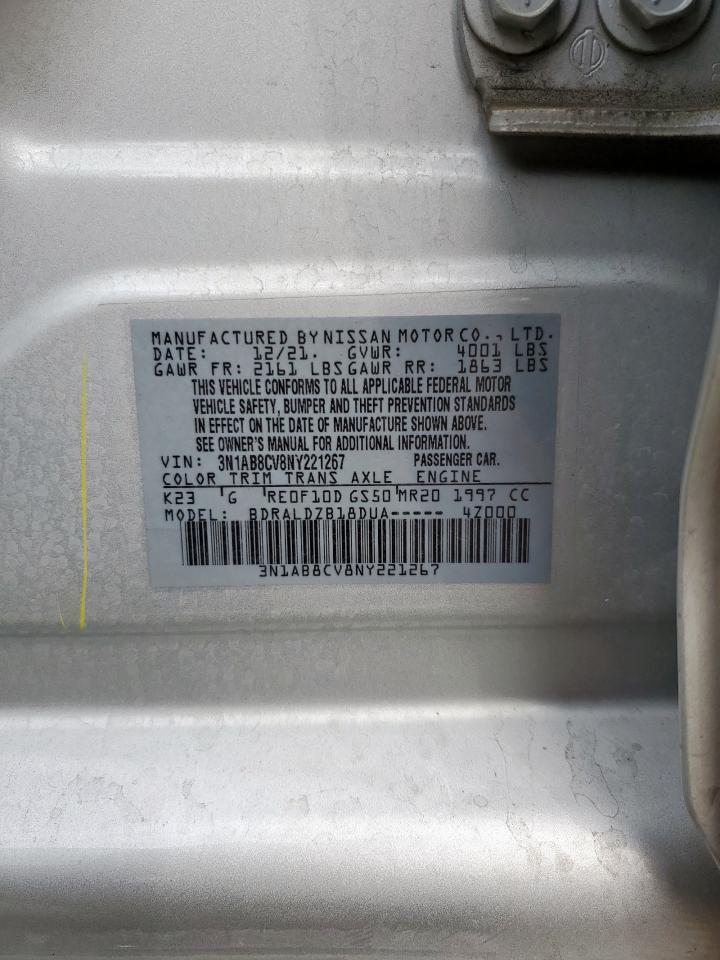 MANUFACTURED BY NISSAN MOTOR CO., LTD.
DATE: 12/21. GVWR: 4001 LBS
GAWR FR: 2161 LBS GAWR RR: 1863 LBS
THIS VEHICLE CONFORMS TO ALL APPLICABLE FEDERAL MOTOR
VEHICLE SAFETY, BUMPER AND THEFT PREVENTION STANDARDS
IN EFFECT ON THE DATE OF MANUFACTURE SHOWN ABOVE.
SEE OWNER'S MANUAL FOR ADDITIONAL INFORMATION.
VIN: 3N1AB8CV8NY221267 PASSENGER CAR.
COLOR TRIM TRANS AXLE ENGINE
K23 G RE0F10D GS50 MR20 1997 CC
MODEL: BDRALDZB18DUA----- 4Z000
3N1AB8CV8NY221267